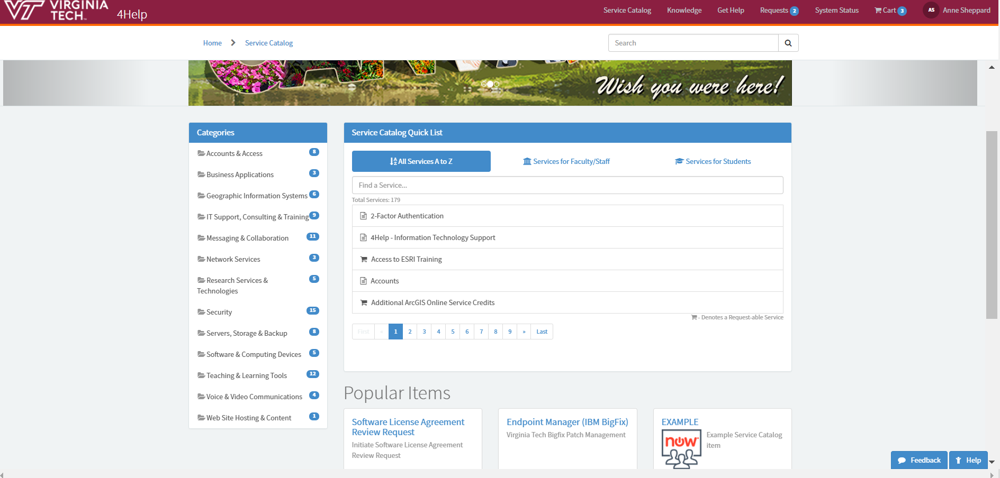 VIRGINIA TECH
4Help
Service Catalog
Knowledge
Get Help
Requests 2
System Status
Cart 3
AS
Anne Sheppard
Home
Service Catalog
Search
Wish you were here!
Categories
Accounts & Access 8
Business Applications 3
Geographic Information Systems 6
IT Support, Consulting & Training 9
Messaging & Collaboration 11
Network Services 3
Research Services & 5
Technologies
Security 15
Servers, Storage & Backup 8
Software & Computing Devices 5
Teaching & Learning Tools 12
Voice & Video Communications 4
Web Site Hosting & Content 1
Service Catalog Quick List
All Services A to Z
Services for Faculty/Staff
Services for Students
Find a Service...
Total Services: 179
2-Factor Authentication
4Help - Information Technology Support
Access to ESRI Training
Accounts
Additional ArcGIS Online Service Credits
- Denotes a Request-able Service
First « 1 2 3 4 5 6 7 8 9 » Last
Popular Items
Software License Agreement
Review Request
Initiate Software License Agreement
Review Request
Endpoint Manager (IBM BigFix)
Virginia Tech Bigfix Patch Management
EXAMPLE
now
Example Service Catalog
item
Feedback
Help